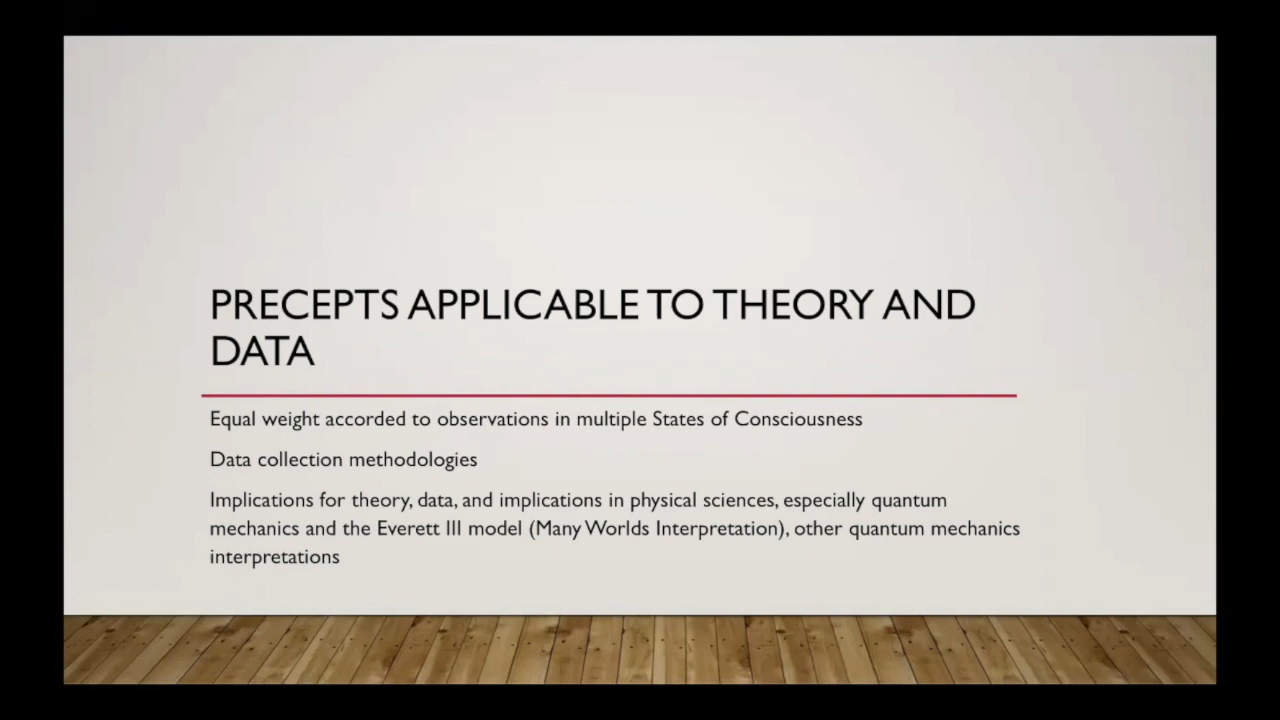 PRECEPTS APPLICABLE TO THEORY AND
DATA
Equal weight accorded to observations in multiple States of Consciousness
Data collection methodologies
Implications for theory, data, and implications in physical sciences, especially quantum
mechanics and the Everett III model (Many Worlds Interpretation), other quantum mechanics
interpretations